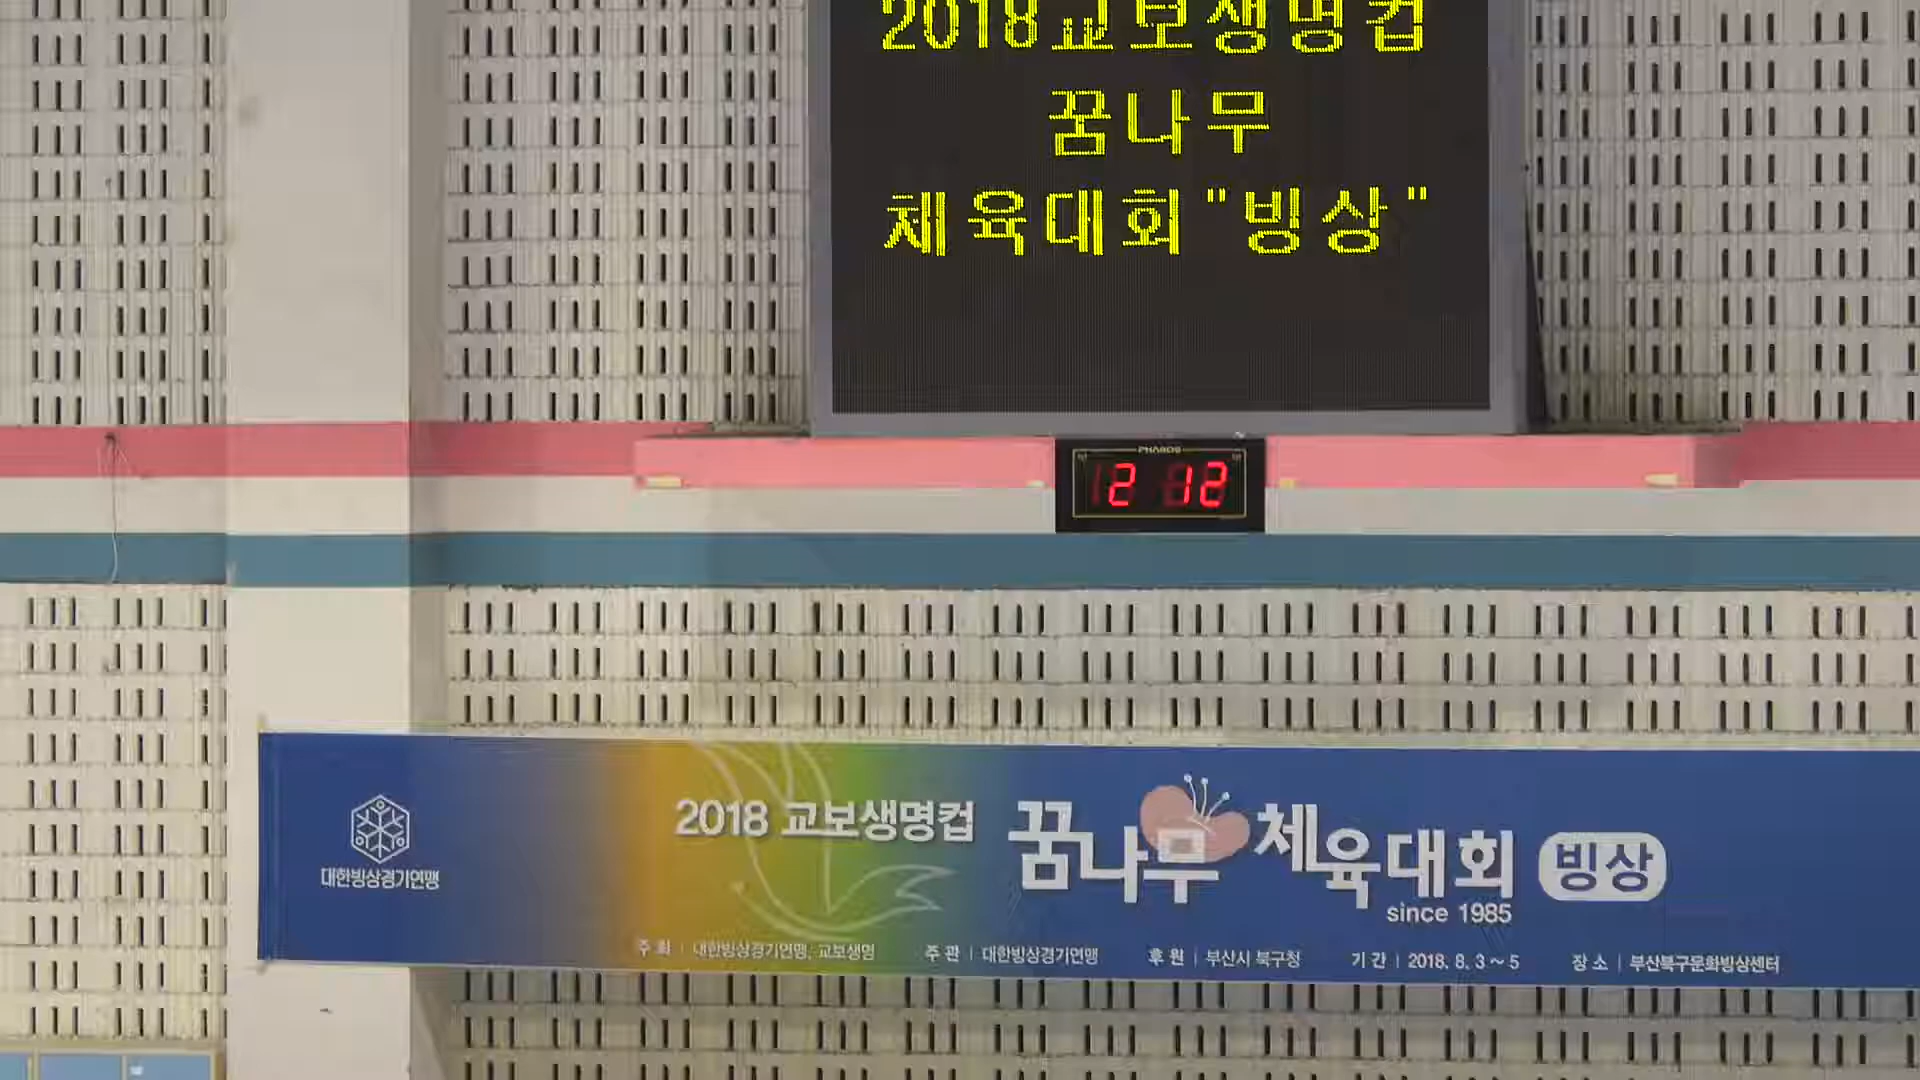 2018교보생명컵
꿈나무
체육대회"빙상"
PHAROS
2 12
대한빙상경기연맹
2018 교보생명컵 꿈나무 체육대회 빙상
since 1985
주 최 | 대한빙상경기연맹, 교보생명 주 관 | 대한빙상경기연맹 후 원 | 부산시 북구청 기 간 | 2018. 8. 3 ~ 5 장 소 | 부산북구문화빙상센터